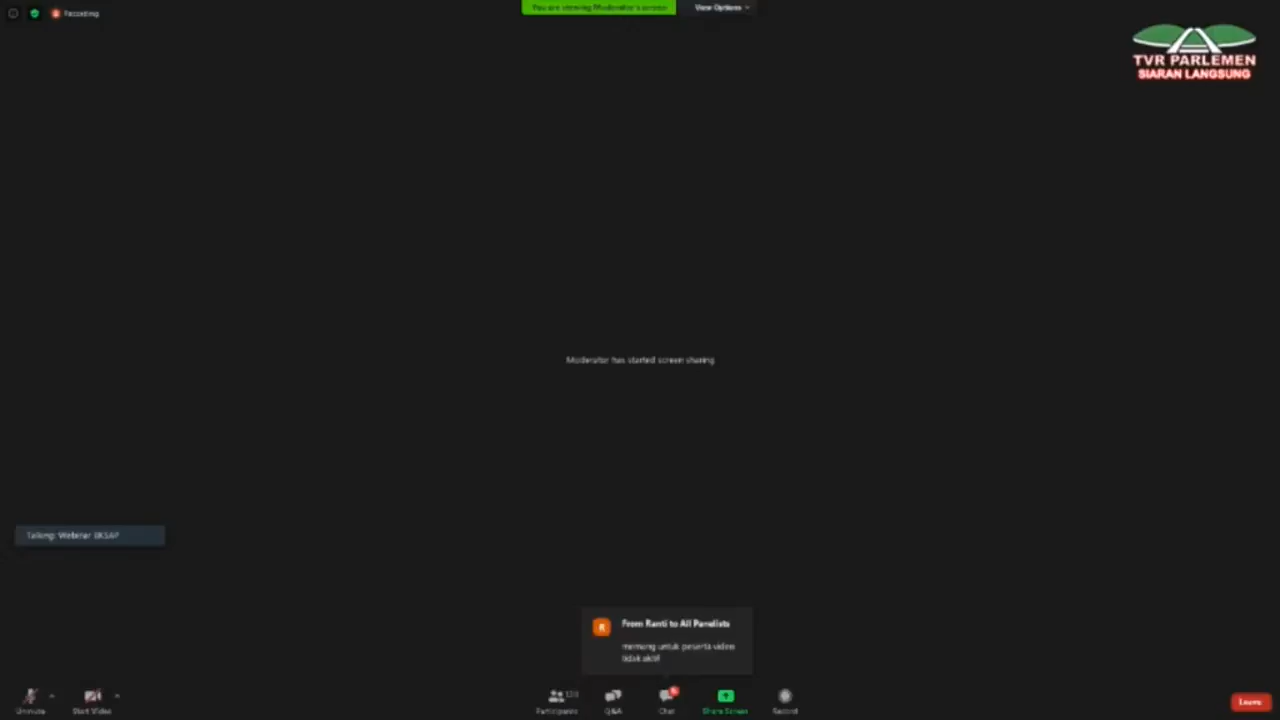 Recording
You are viewing Moderator's screen
View Options
TVR PARLEMEN
SIARAN LANGSUNG
Moderator has started screen sharing
Talking: Webinar BKSAP
R
From Ranti to All Panelists
memang untuk peserta video
tidak aktif
Unmute
Start Video
Participants
Q&A
Chat
Share Screen
Record
Leave